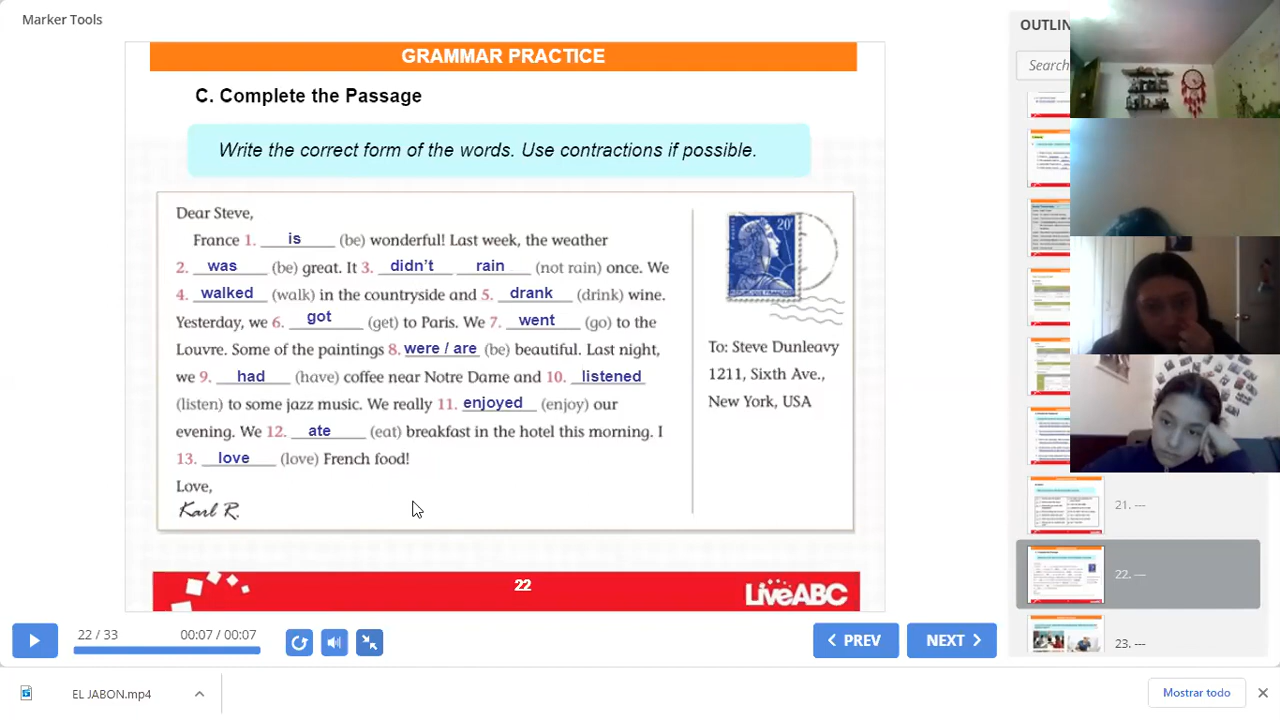 Marker Tools
GRAMMAR PRACTICE
C. Complete the Passage
Write the correct form of the words. Use contractions if possible.
Dear Steve,
France 1. is (be) wonderful! Last week, the weather
2. was (be) great. It 3. didn't rain (not rain) once. We
4. walked (walk) in the countryside and 5. drank (drink) wine.
Yesterday, we 6. got (get) to Paris. We 7. went (go) to the
Louvre. Some of the paintings 8. were / are (be) beautiful. Last night,
we 9. had (have) coffee near Notre Dame and 10. listened
(listen) to some jazz music. We really 11. enjoyed (enjoy) our
evening. We 12. ate (eat) breakfast in the hotel this morning. I
13. love (love) French food!
Love,
Karl R.
20
To: Steve Dunleavy
1211, Sixth Ave.,
New York, USA
22
LiveABC
OUTLIN
Search
21. ---
22. ---
23. ---
22 / 33
00:07 / 00:07
PREV
NEXT
EL JABON.mp4
Mostrar todo